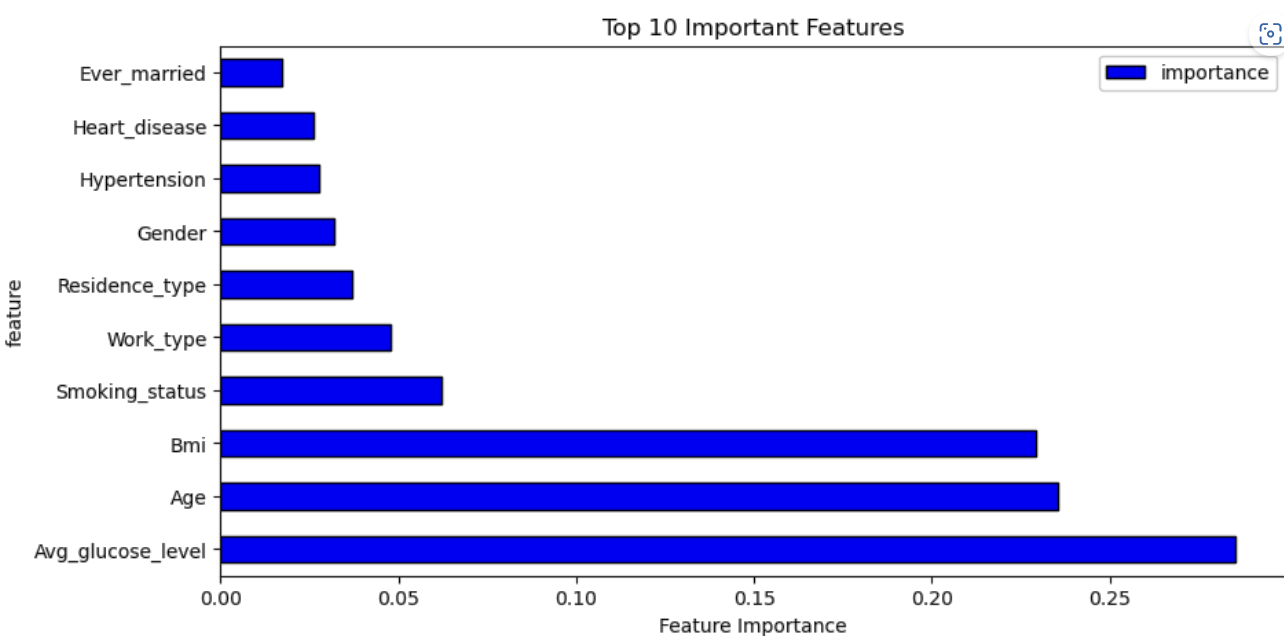 Top 10 Important Features
importance
Ever_married
Heart_disease
Hypertension
Gender
Residence_type
Work_type
Smoking_status
Bmi
Age
Avg_glucose_level
feature
0.00 0.05 0.10 0.15 0.20 0.25
Feature Importance